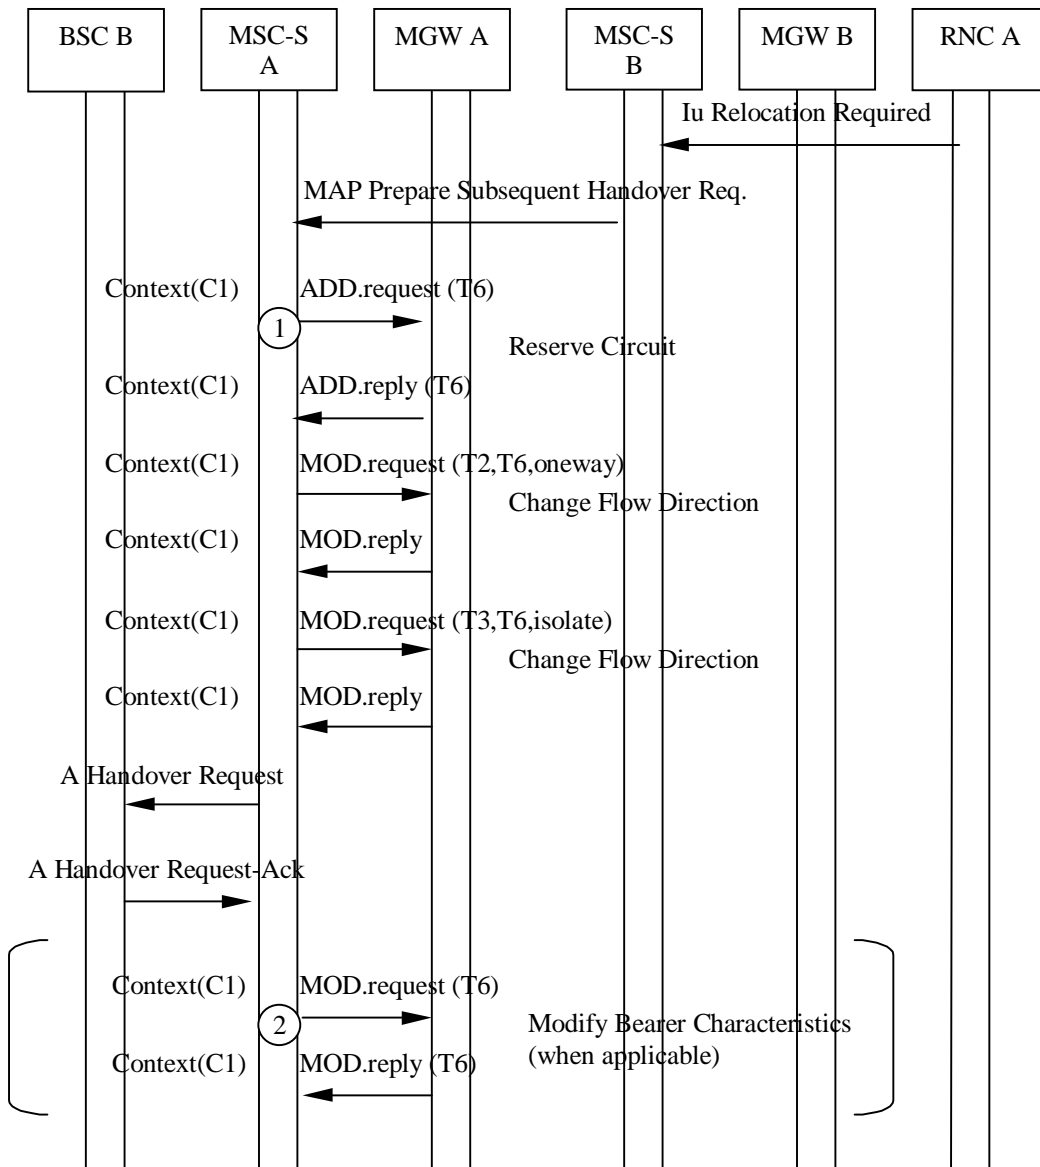 BSC B
MSC-S
A
MGW A
MSC-S
B
MGW B
RNC A
Iu Relocation Required
MAP Prepare Subsequent Handover Req.
Context(C1)
ADD.request (T6)
1
Reserve Circuit
Context(C1)
ADD.reply (T6)
Context(C1)
MOD.request (T2,T6,oneway)
Change Flow Direction
Context(C1)
MOD.reply
Context(C1)
MOD.request (T3,T6,isolate)
Change Flow Direction
Context(C1)
MOD.reply
A Handover Request
A Handover Request-Ack
Context(C1)
MOD.request (T6)
2
Modify Bearer Characteristics
(when applicable)
Context(C1)
MOD.reply (T6)